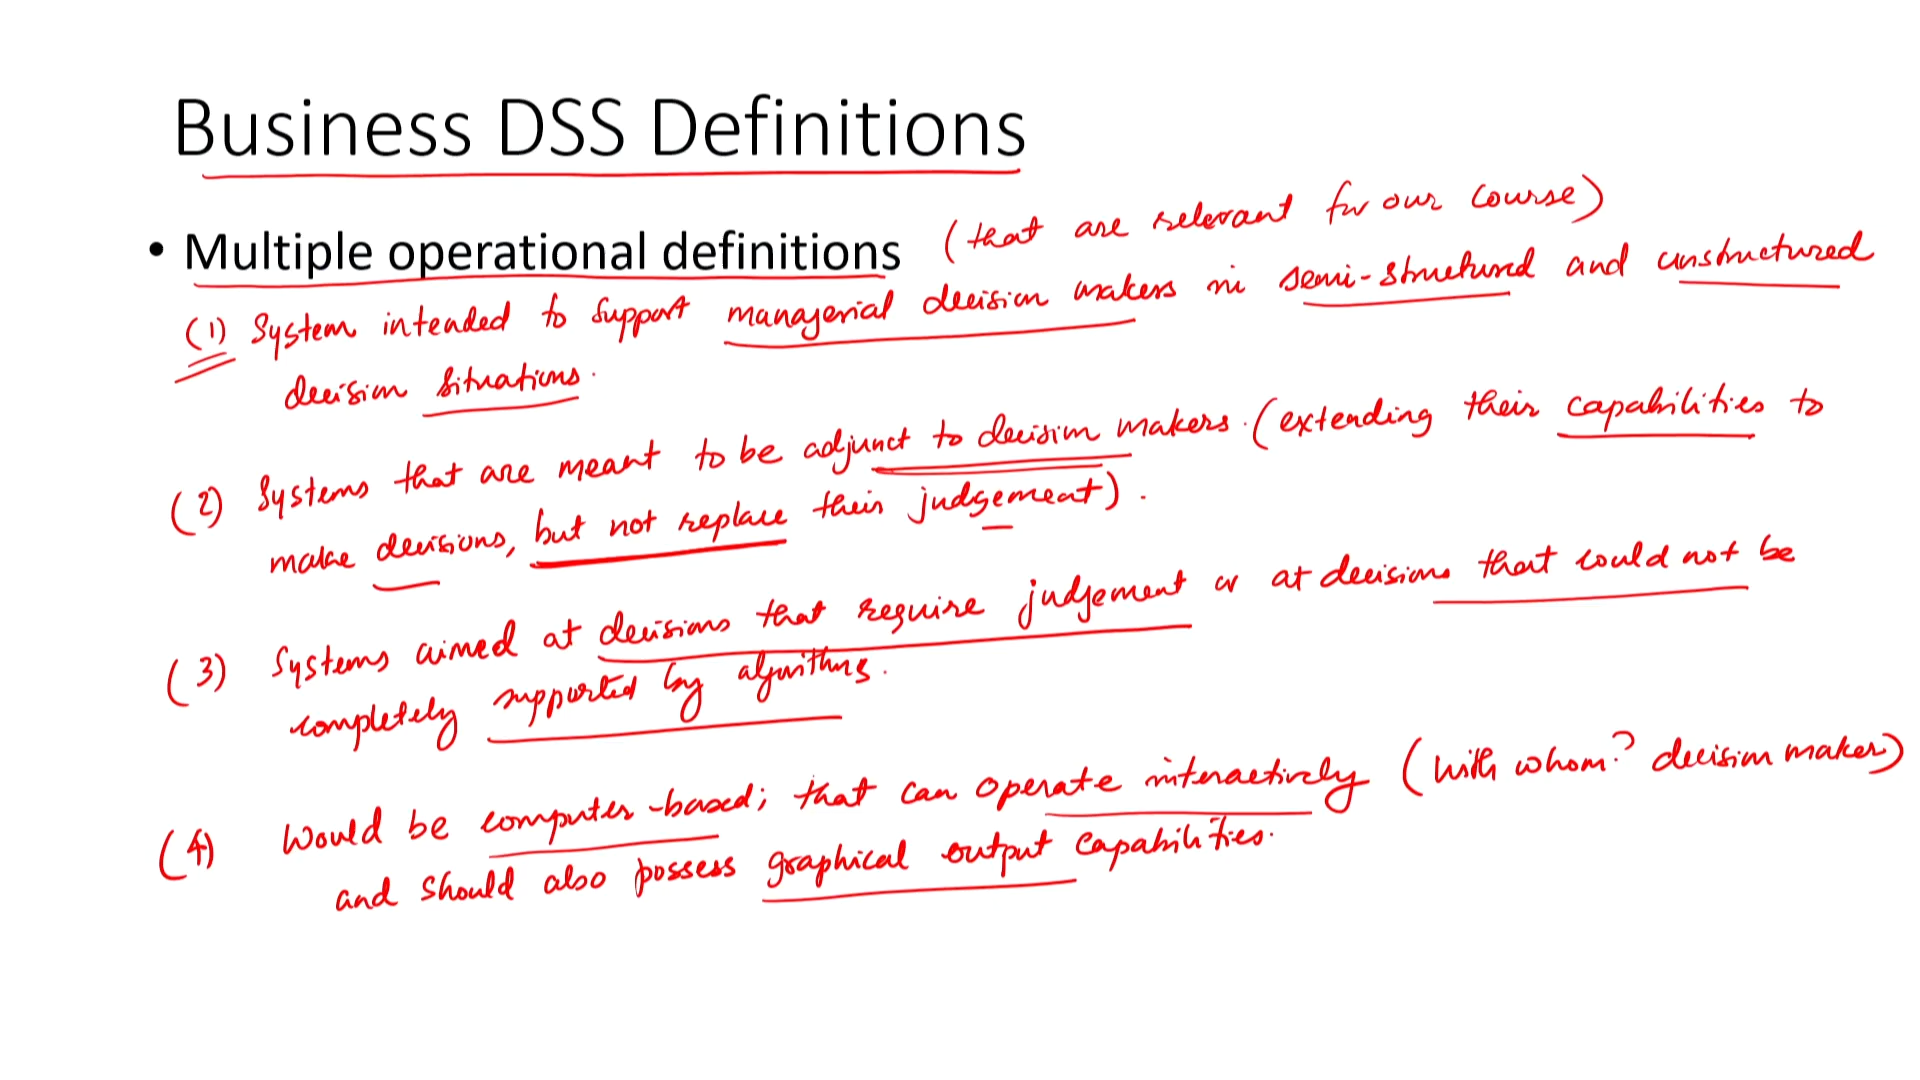 Business DSS Definitions
• Multiple operational definitions (that are relevant for our course)
(1) System intended to support managerial decision makers in semi-structured and unstructured
decision situations.
(2) Systems that are meant to be adjunct to decision makers. (extending their capabilities to
make decisions, but not replace their judgement).
(3) Systems aimed at decisions that require judgement or at decisions that could not be
completely supported by algorithms.
(4) Would be computer-based; that can operate interactively (with whom? decision maker)
and should also possess graphical output capabilities.